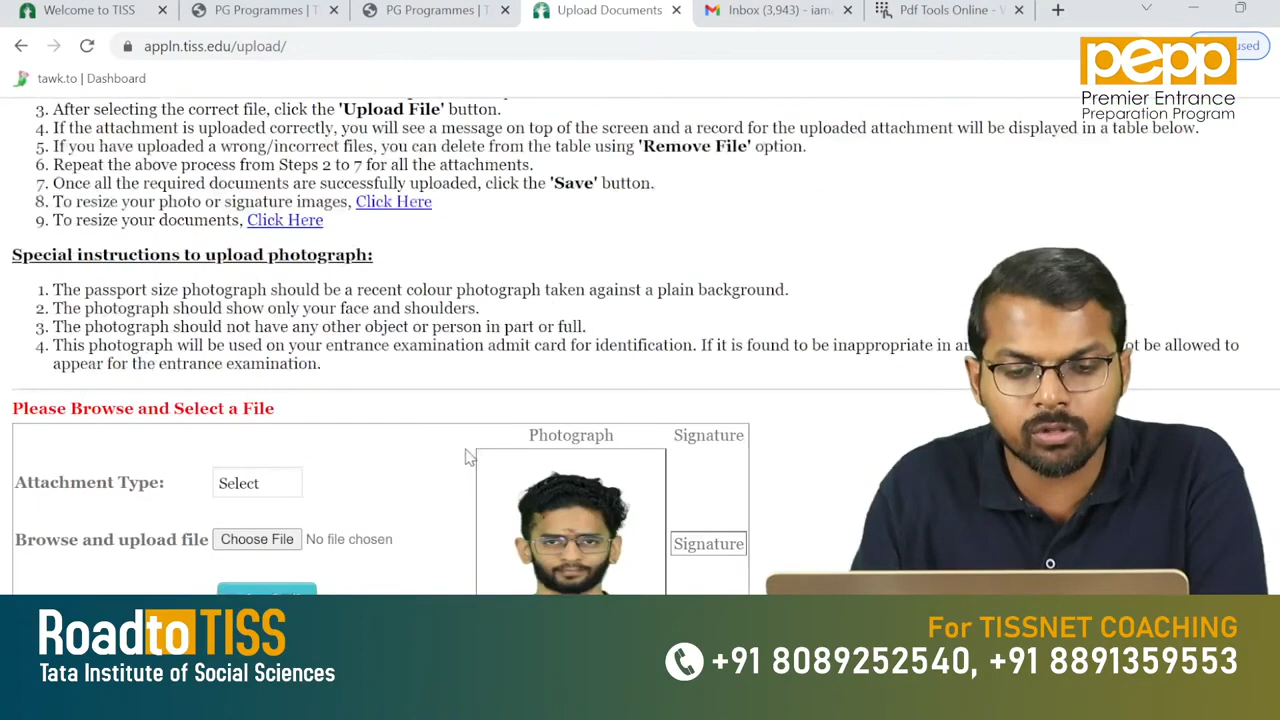 Welcome to TISS
PG Programmes | T
PG Programmes | T
Upload Documents
Inbox (3,943) - iam
Pdf Tools Online -
appln.tiss.edu/upload/
used
tawk.to | Dashboard
pepp
Premier Entrance
Preparation Program
3. After selecting the correct file, click the 'Upload File' button.
4. If the attachment is uploaded correctly, you will see a message on top of the screen and a record for the uploaded attachment will be displayed in a table below.
5. If you have uploaded a wrong/incorrect files, you can delete from the table using 'Remove File' option.
6. Repeat the above process from Steps 2 to 7 for all the attachments.
7. Once all the required documents are successfully uploaded, click the 'Save' button.
8. To resize your photo or signature images, Click Here
9. To resize your documents, Click Here
Special instructions to upload photograph:
1. The passport size photograph should be a recent colour photograph taken against a plain background.
2. The photograph should show only your face and shoulders.
3. The photograph should not have any other object or person in part or full.
4. This photograph will be used on your entrance examination admit card for identification. If it is found to be inappropriate in an ot be allowed to
appear for the entrance examination.
Please Browse and Select a File
Photograph Signature
Attachment Type: Select
Browse and upload file Choose File No file chosen
Signature
Road to TISS
Tata Institute of Social Sciences
For TISSNET COACHING
+91 8089252540, +91 8891359553